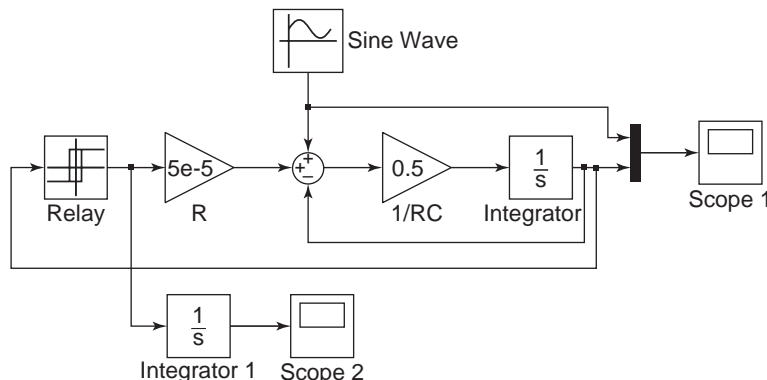 Sine Wave
Relay
5e-5
R
+
+
−
0.5
1/RC
1
s
Integrator
Scope 1
1
s
Integrator 1
Scope 2